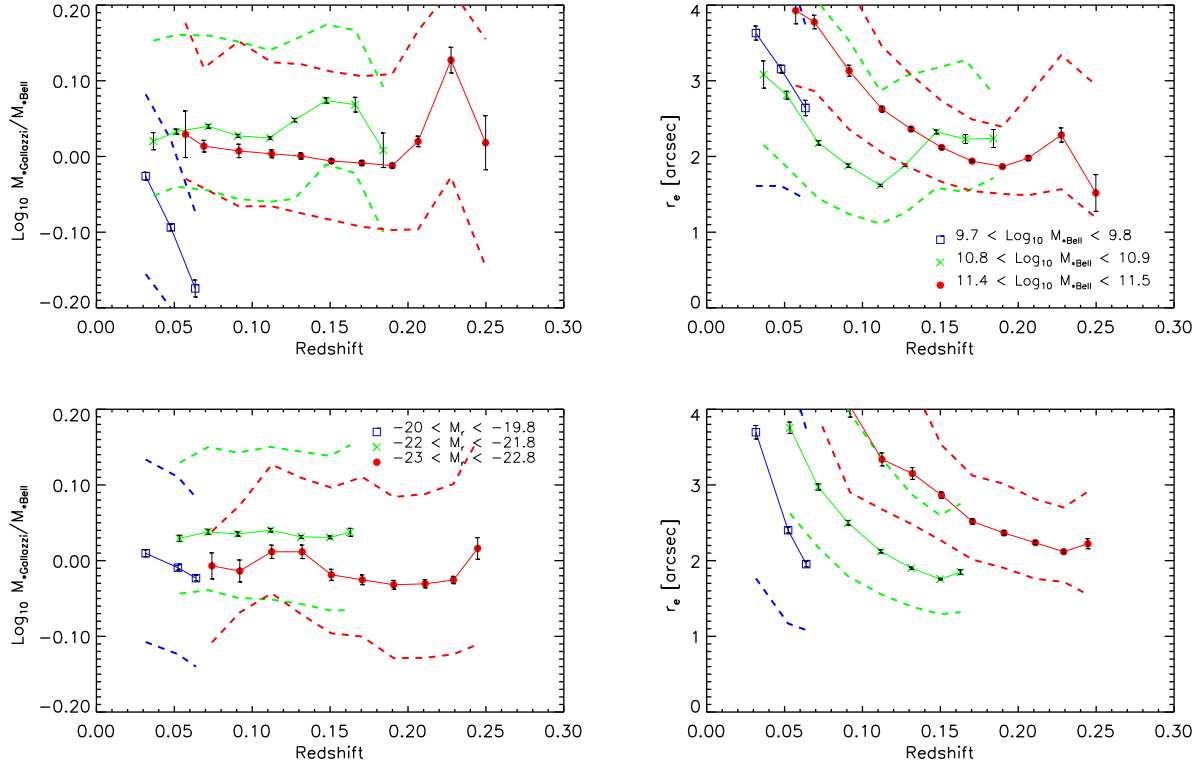 0.20
0.10
0.00
−0.10
−0.20
Log₁₀ M*Gallazzi/M*Bell
0.00 0.05 0.10 0.15 0.20 0.25 0.30
Redshift
4
3
2
1
0
rₑ [arcsec]
9.7 < Log₁₀ M*Bell < 9.8
10.8 < Log₁₀ M*Bell < 10.9
11.4 < Log₁₀ M*Bell < 11.5
0.00 0.05 0.10 0.15 0.20 0.25 0.30
Redshift
0.20
0.10
0.00
−0.10
−0.20
Log₁₀ M*Gallazzi/M*Bell
−20 < Mᵣ < −19.8
−22 < Mᵣ < −21.8
−23 < Mᵣ < −22.8
0.00 0.05 0.10 0.15 0.20 0.25 0.30
Redshift
4
3
2
1
0
rₑ [arcsec]
0.00 0.05 0.10 0.15 0.20 0.25 0.30
Redshift